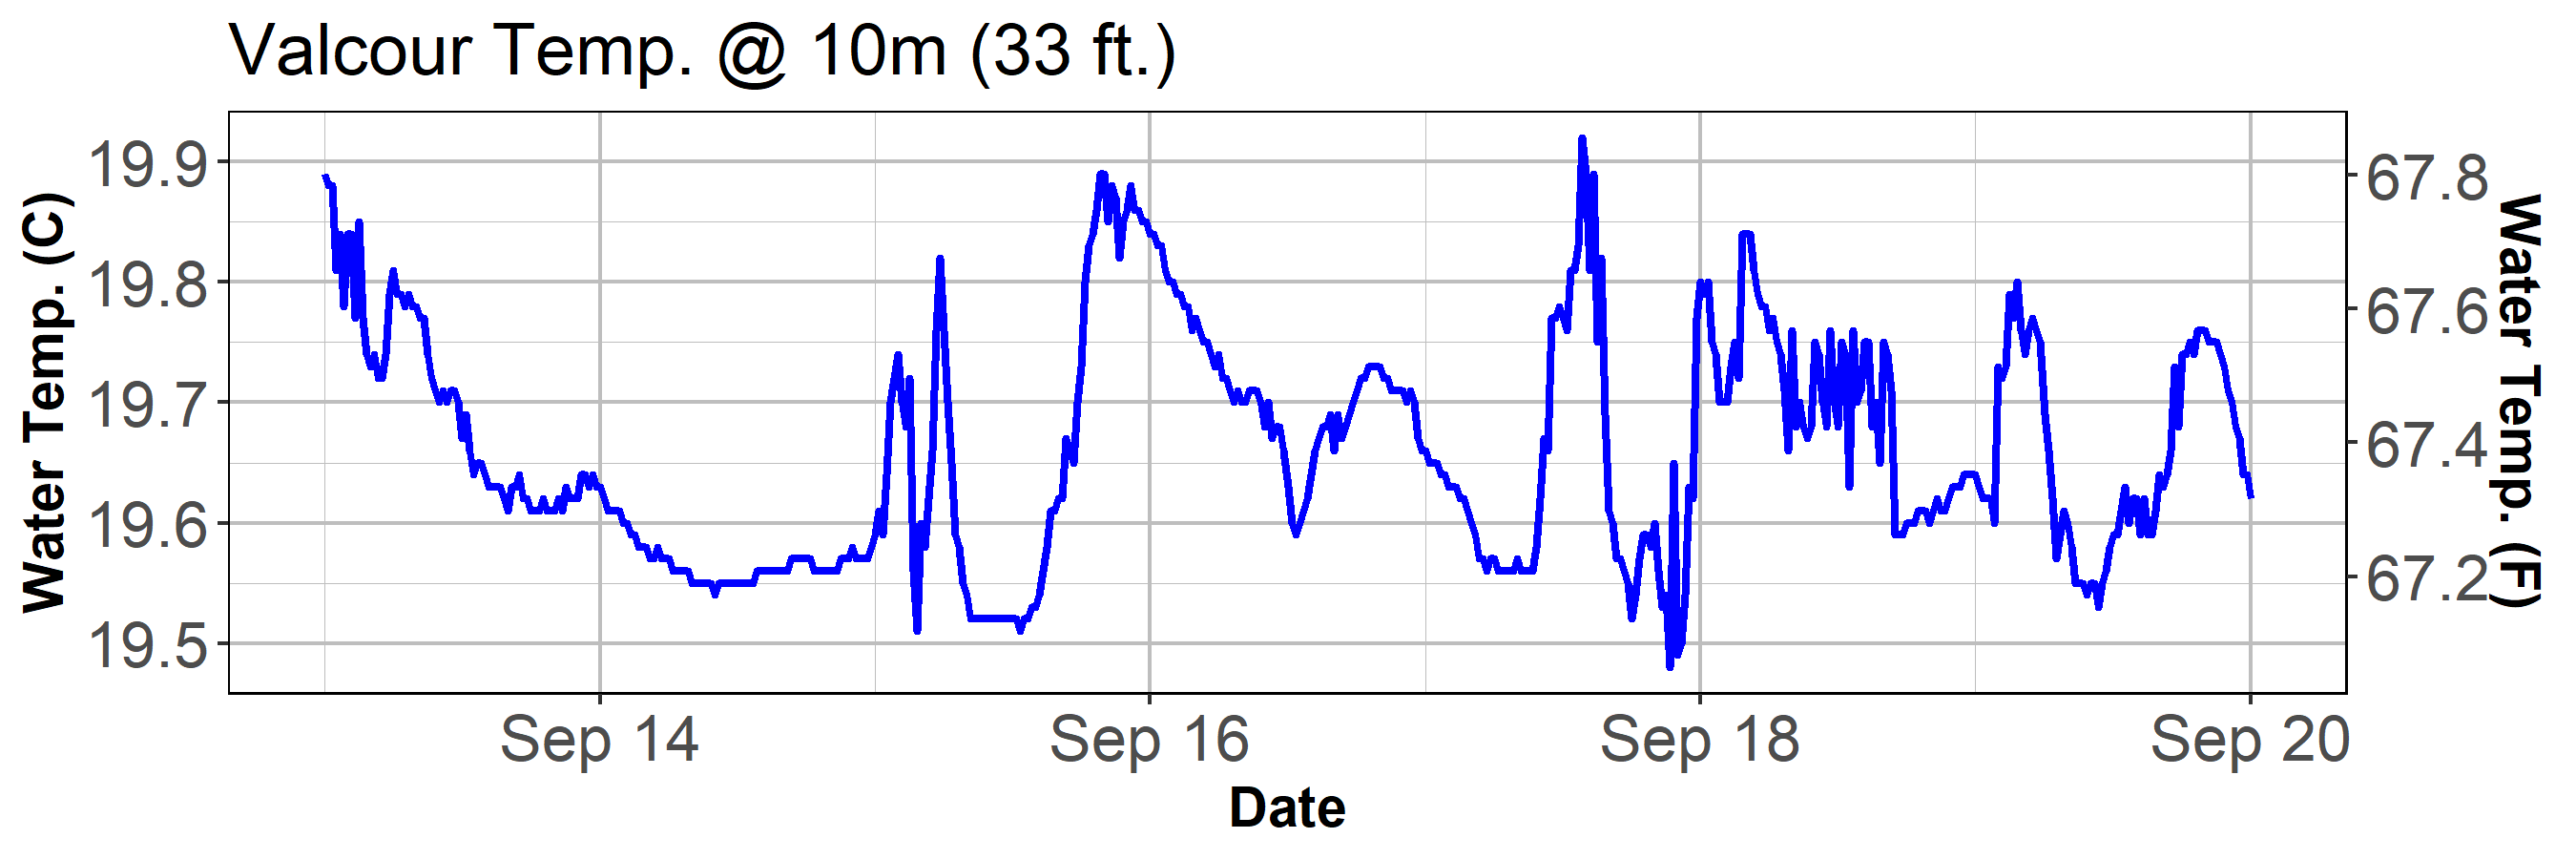 Valcour Temp. @ 10m (33 ft.)
Water Temp. (C)
19.9
19.8
19.7
19.6
19.5
67.8
67.6
67.4
67.2
Water Temp. (F)
Sep 14
Sep 16
Sep 18
Sep 20
Date